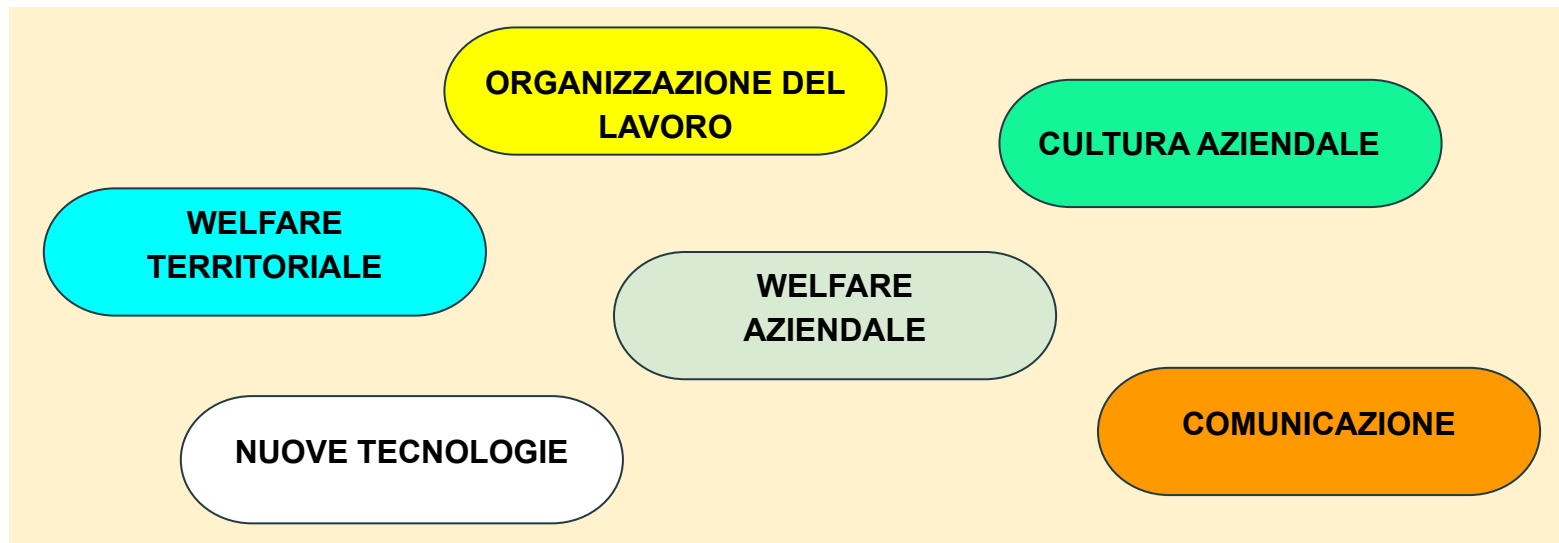 ORGANIZZAZIONE DEL
LAVORO
CULTURA AZIENDALE
WELFARE
TERRITORIALE
WELFARE
AZIENDALE
NUOVE TECNOLOGIE
COMUNICAZIONE